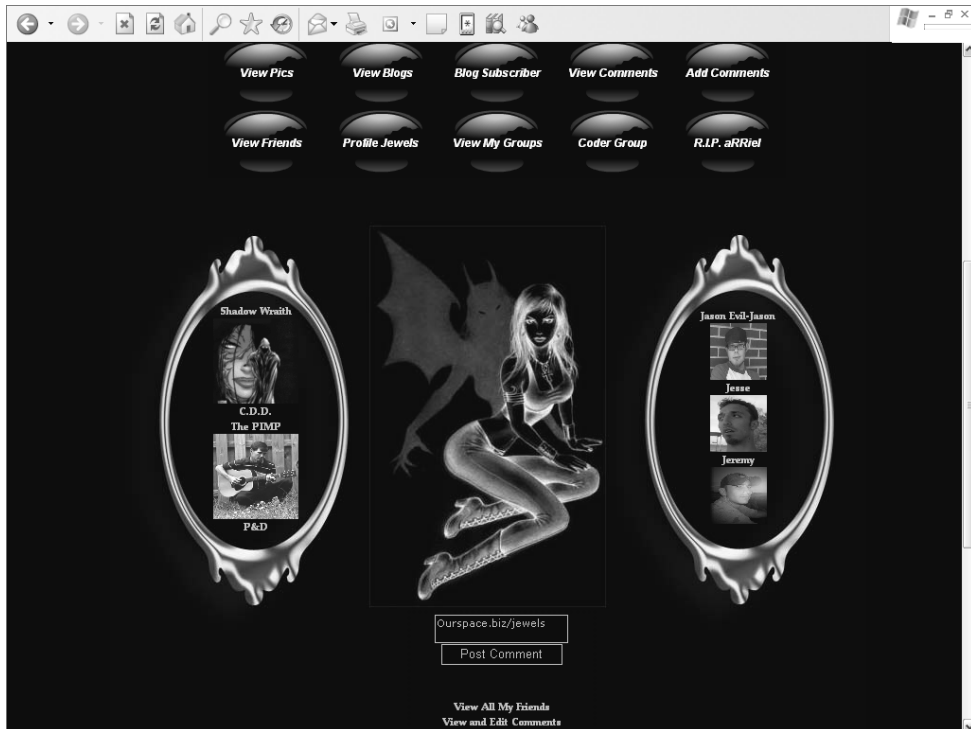 View Pics View Blogs Blog Subscriber View Comments Add Comments
View Friends Profile Jewels View My Groups Coder Group R.I.P. aRRiel
Shadow Wraith
C.D.D.
The PIMP
P&D
Jason Evil-Jason
Jesse
Jeremy
Ourspace.biz/jewels
Post Comment
View All My Friends
View and Edit Comments